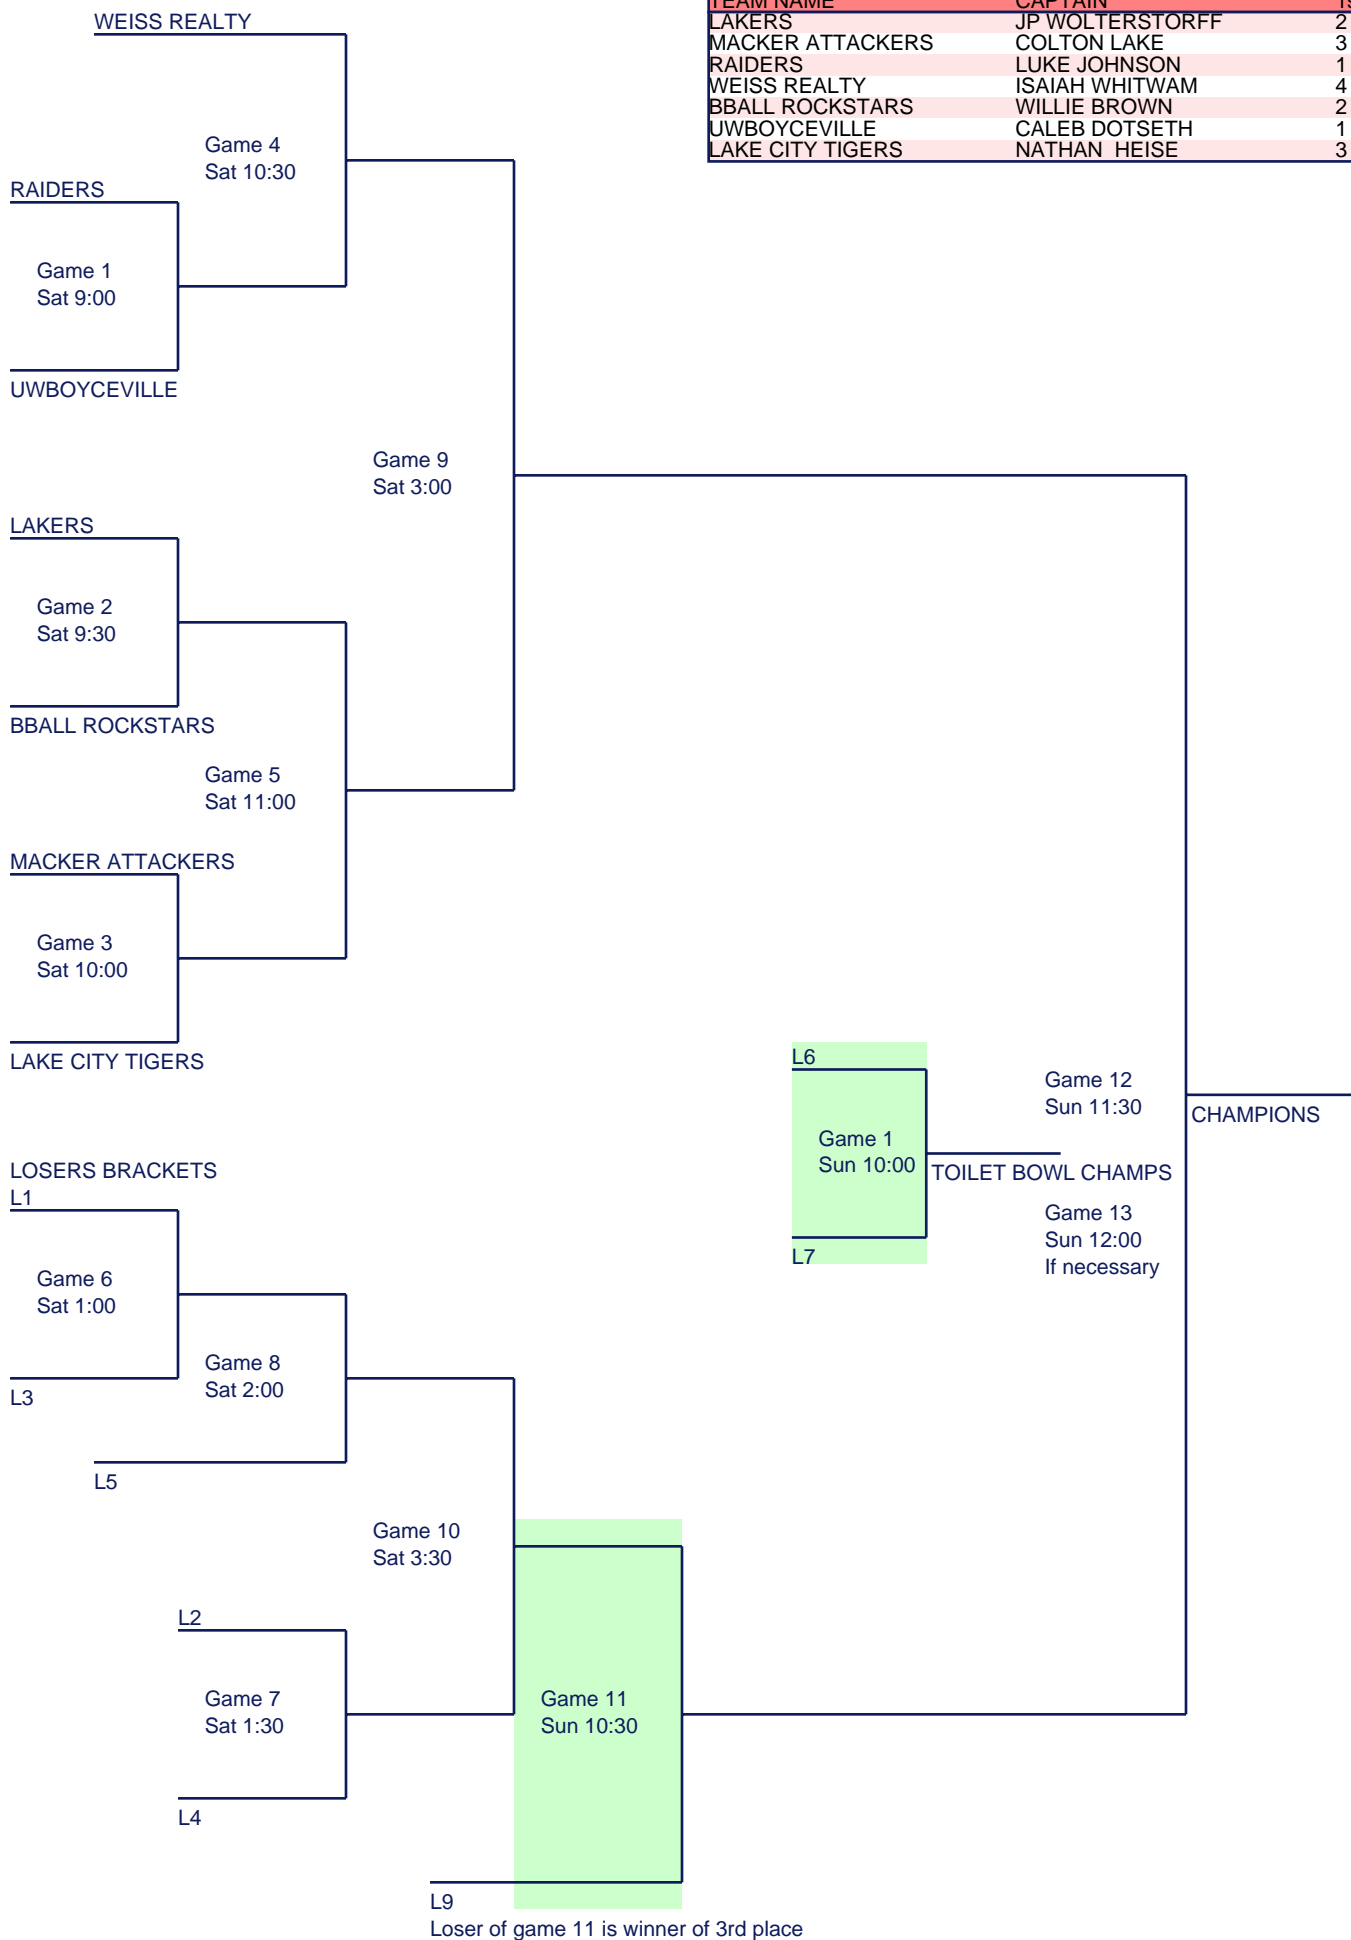 TEAM NAME CAPTAIN
LAKERS JP WOLTERSTORFF 2
MACKER ATTACKERS COLTON LAKE 3
RAIDERS LUKE JOHNSON 1
WEISS REALTY ISAIAH WHITWAM 4
BBALL ROCKSTARS WILLIE BROWN 2
UWBOYCEVILLE CALEB DOTSETH 1
LAKE CITY TIGERS NATHAN HEISE 3
WEISS REALTY
Game 4
Sat 10:30
RAIDERS
Game 1
Sat 9:00
UWBOYCEVILLE
Game 9
Sat 3:00
LAKERS
Game 2
Sat 9:30
BBALL ROCKSTARS
Game 5
Sat 11:00
MACKER ATTACKERS
Game 3
Sat 10:00
LAKE CITY TIGERS
L6
Game 1
Sun 10:00
TOILET BOWL CHAMPS
L7
Game 12
Sun 11:30
CHAMPIONS
Game 13
Sun 12:00
If necessary
LOSERS BRACKETS
L1
Game 6
Sat 1:00
L3
Game 8
Sat 2:00
L5
Game 10
Sat 3:30
L2
Game 7
Sat 1:30
L4
Game 11
Sun 10:30
L9
Loser of game 11 is winner of 3rd place